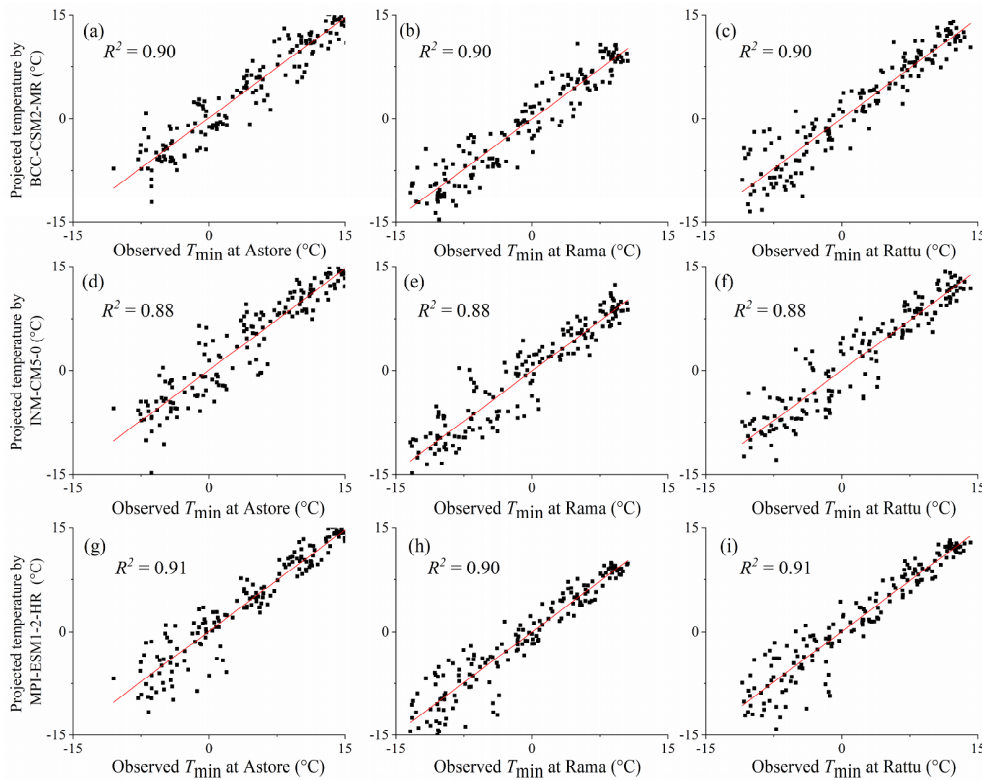 Projected temperature by
BCC-CSM2-MR (°C)
15
0
-15
(a)
R² = 0.90
-15
0
15
Observed Tmin at Astore (°C)
(b)
R² = 0.90
-15
0
15
Observed Tmin at Rama (°C)
(c)
R² = 0.90
-15
0
15
Observed Tmin at Rattu (°C)
Projected temperature by
INM-CM5-0 (°C)
15
0
-15
(d)
R² = 0.88
-15
0
15
Observed Tmin at Astore (°C)
(e)
R² = 0.88
-15
0
15
Observed Tmin at Rama (°C)
(f)
R² = 0.88
-15
0
15
Observed Tmin at Rattu (°C)
Projected temperature by
MPI-ESM1-2-HR (°C)
15
0
-15
(g)
R² = 0.91
-15
0
15
Observed Tmin at Astore (°C)
(h)
R² = 0.90
-15
0
15
Observed Tmin at Rama (°C)
(i)
R² = 0.91
-15
0
15
Observed Tmin at Rattu (°C)